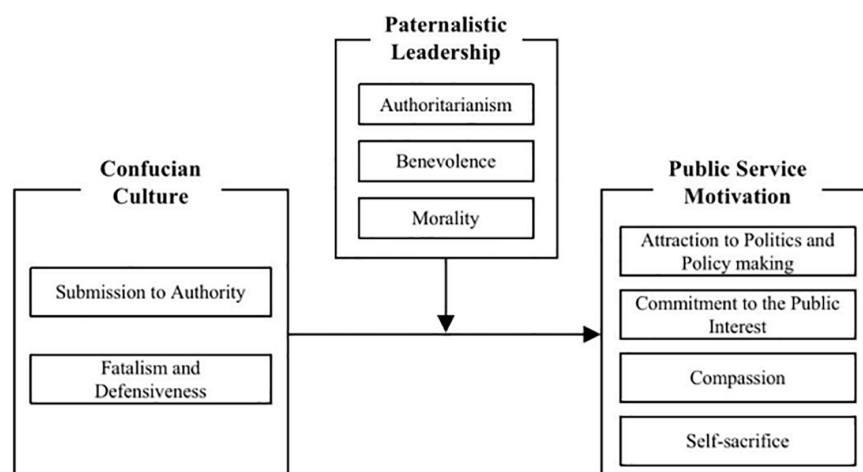 Paternalistic
Leadership
Authoritarianism
Benevolence
Morality
Confucian
Culture
Submission to Authority
Fatalism and
Defensiveness
Public Service
Motivation
Attraction to Politics and
Policy making
Commitment to the Public
Interest
Compassion
Self-sacrifice